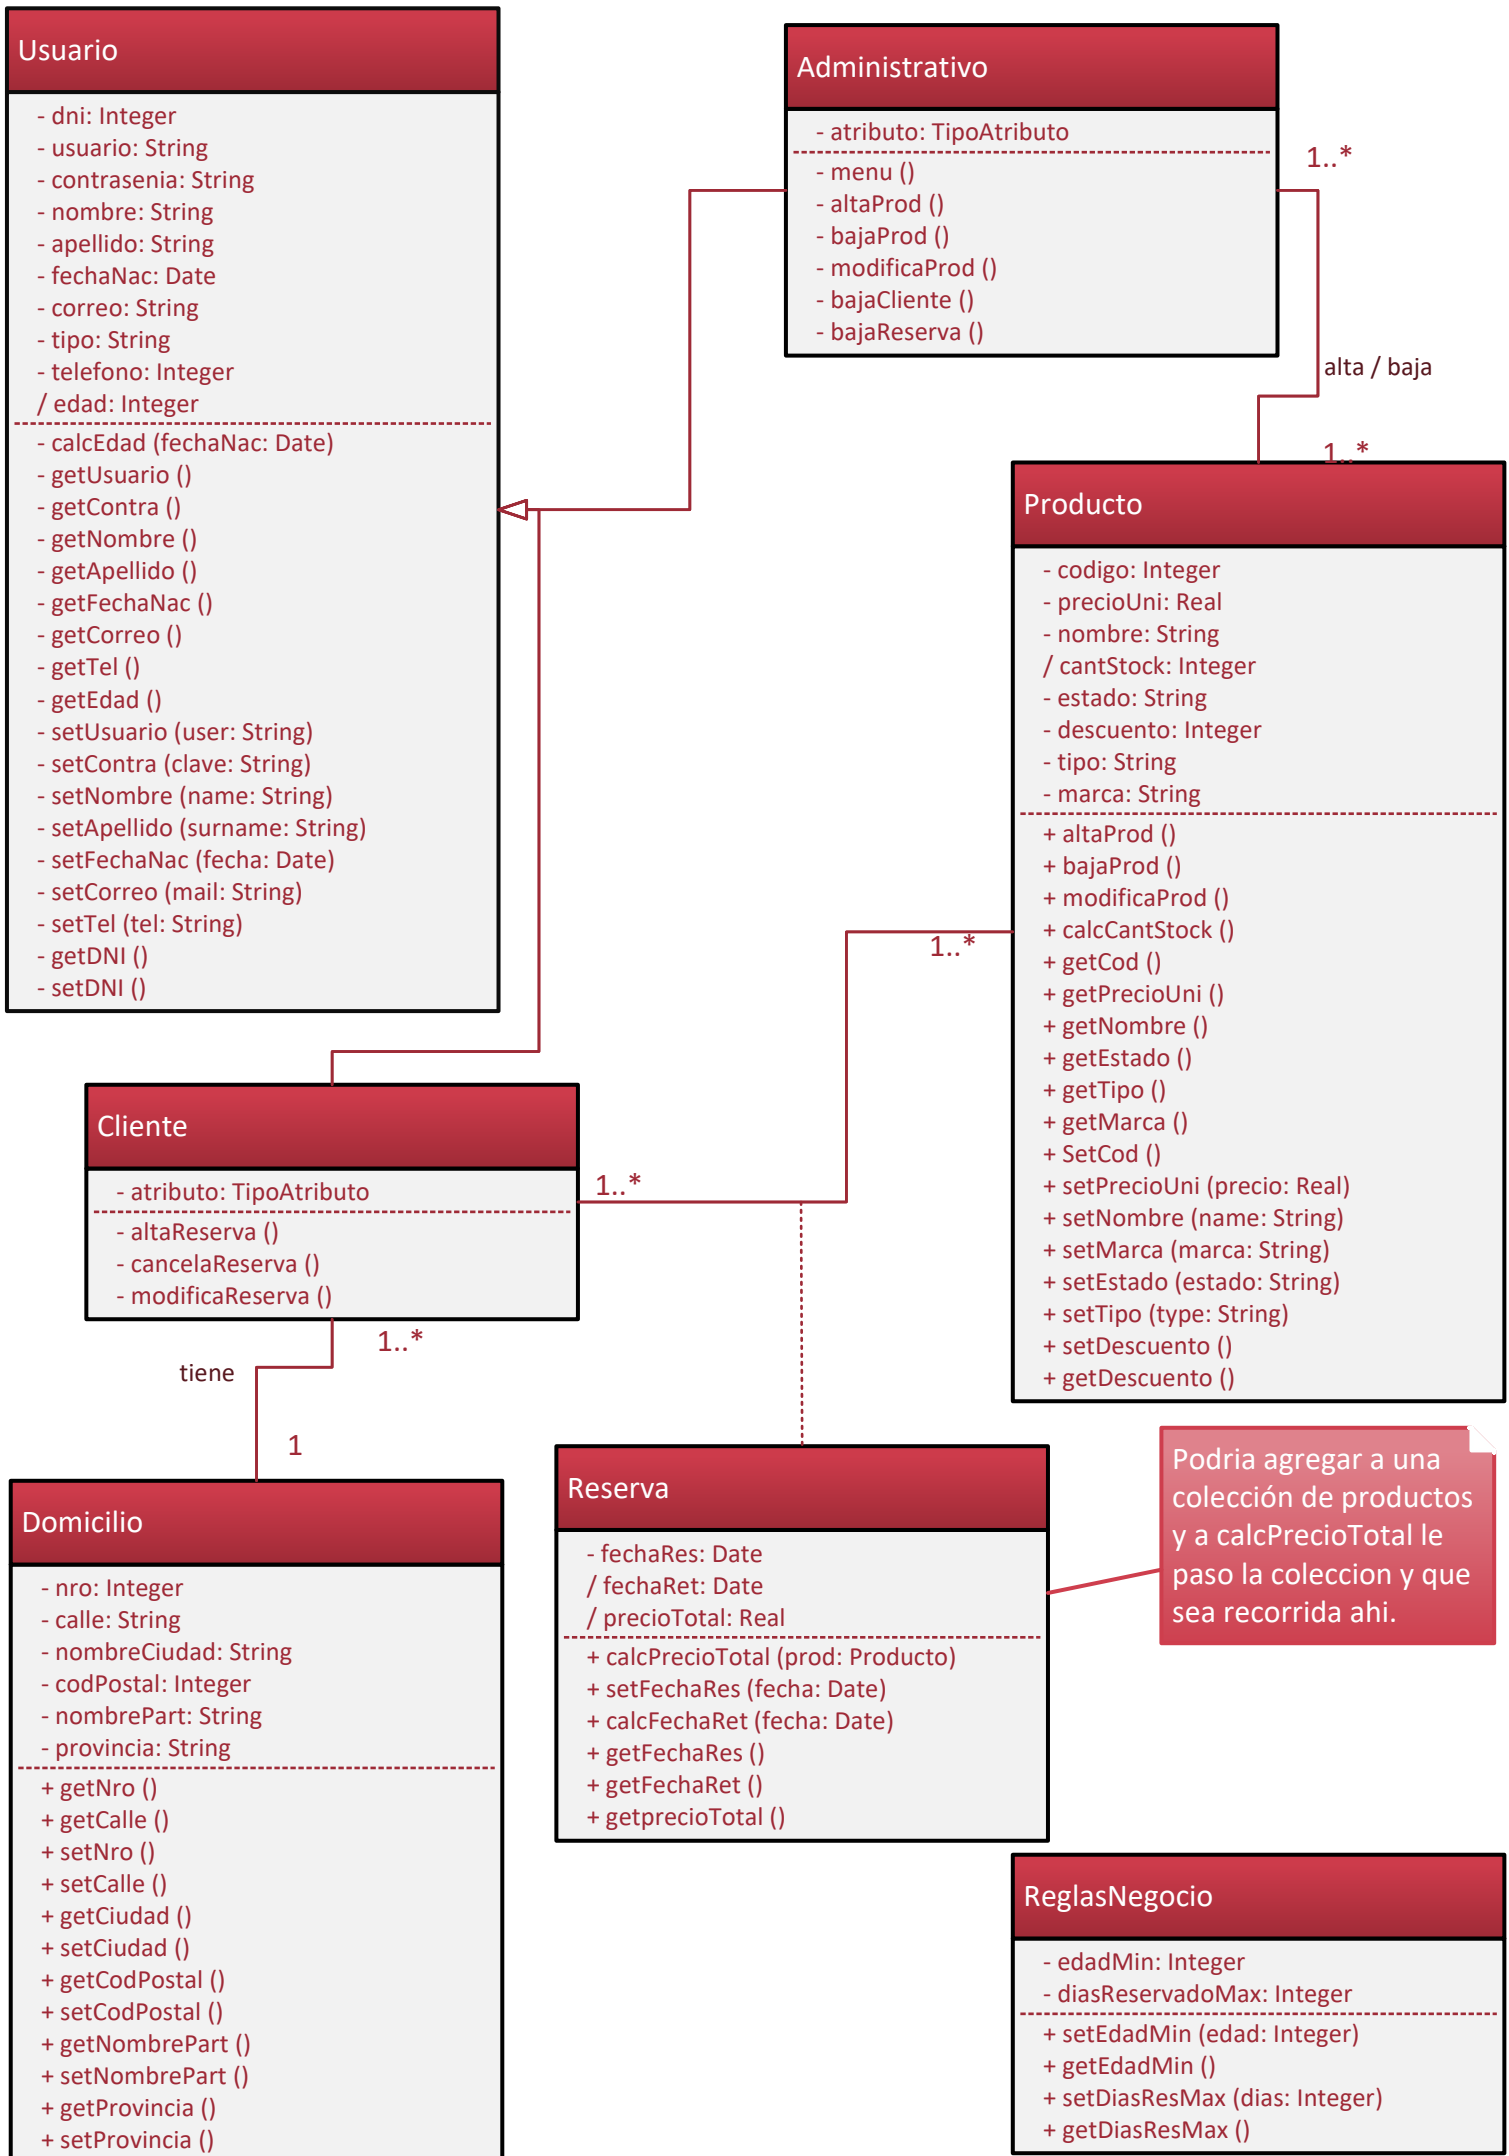 Usuario
- dni: Integer
- usuario: String
- contrasenia: String
- nombre: String
- apellido: String
- fechaNac: Date
- correo: String
- tipo: String
- telefono: Integer
/ edad: Integer
- calcEdad (fechaNac: Date)
- getUsuario ()
- getContra ()
- getNombre ()
- getApellido ()
- getFechaNac ()
- getCorreo ()
- getTel ()
- getEdad ()
- setUsuario (user: String)
- setContra (clave: String)
- setNombre (name: String)
- setApellido (surname: String)
- setFechaNac (fecha: Date)
- setCorreo (mail: String)
- setTel (tel: String)
- getDNI ()
- setDNI ()
Administrativo
- atributo: TipoAtributo
- menu ()
- altaProd ()
- bajaProd ()
- modificaProd ()
- bajaCliente ()
- bajaReserva ()
1..*
alta / baja
1..*
Producto
- codigo: Integer
- precioUni: Real
- nombre: String
/ cantStock: Integer
- estado: String
- descuento: Integer
- tipo: String
- marca: String
+ altaProd ()
+ bajaProd ()
+ modificaProd ()
+ calcCantStock ()
+ getCod ()
+ getPrecioUni ()
+ getNombre ()
+ getEstado ()
+ getTipo ()
+ getMarca ()
+ SetCod ()
+ setPrecioUni (precio: Real)
+ setNombre (name: String)
+ setMarca (marca: String)
+ setEstado (estado: String)
+ setTipo (type: String)
+ setDescuento ()
+ getDescuento ()
1..*
Cliente
- atributo: TipoAtributo
- altaReserva ()
- cancelaReserva ()
- modificaReserva ()
1..*
1..*
tiene
1
Domicilio
- nro: Integer
- calle: String
- nombreCiudad: String
- codPostal: Integer
- nombrePart: String
- provincia: String
+ getNro ()
+ getCalle ()
+ setNro ()
+ setCalle ()
+ getCiudad ()
+ setCiudad ()
+ getCodPostal ()
+ setCodPostal ()
+ getNombrePart ()
+ setNombrePart ()
+ getProvincia ()
+ setProvincia ()
Reserva
- fechaRes: Date
/ fechaRet: Date
/ precioTotal: Real
+ calcPrecioTotal (prod: Producto)
+ setFechaRes (fecha: Date)
+ calcFechaRet (fecha: Date)
+ getFechaRes ()
+ getFechaRet ()
+ getprecioTotal ()
Podria agregar a una
colección de productos
y a calcPrecioTotal le
paso la coleccion y que
sea recorrida ahi.
ReglasNegocio
- edadMin: Integer
- diasReservadoMax: Integer
+ setEdadMin (edad: Integer)
+ getEdadMin ()
+ setDiasResMax (dias: Integer)
+ getDiasResMax ()